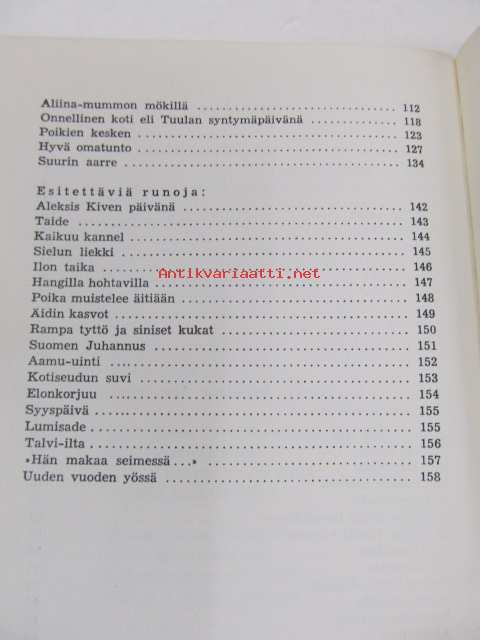 Aliina-mummon mökillä 112
Onnellinen koti eli Tuulan syntymäpäivänä 118
Poikien kesken 123
Hyvä omatunto 127
Suurin aarre 134
Esitettäviä runoja:
Aleksis Kiven päivänä 142
Taide 143
Kaikuu kannel 144
Sielun liekki 145
Ilon taika 146
Antikvariaatti.net
Hangilla hohtavilla 147
Poika muistelee äitiään 148
Äidin kasvot 149
Rampa tyttö ja siniset kukat 150
Suomen Juhannus 151
Aamu-uinti 152
Kotiseudun suvi 153
Elonkorjuu 154
Syyspäivä 155
Lumisade 155
Talvi-ilta 156
»Hän makaa seimessä...» 157
Uuden vuoden yössä 158